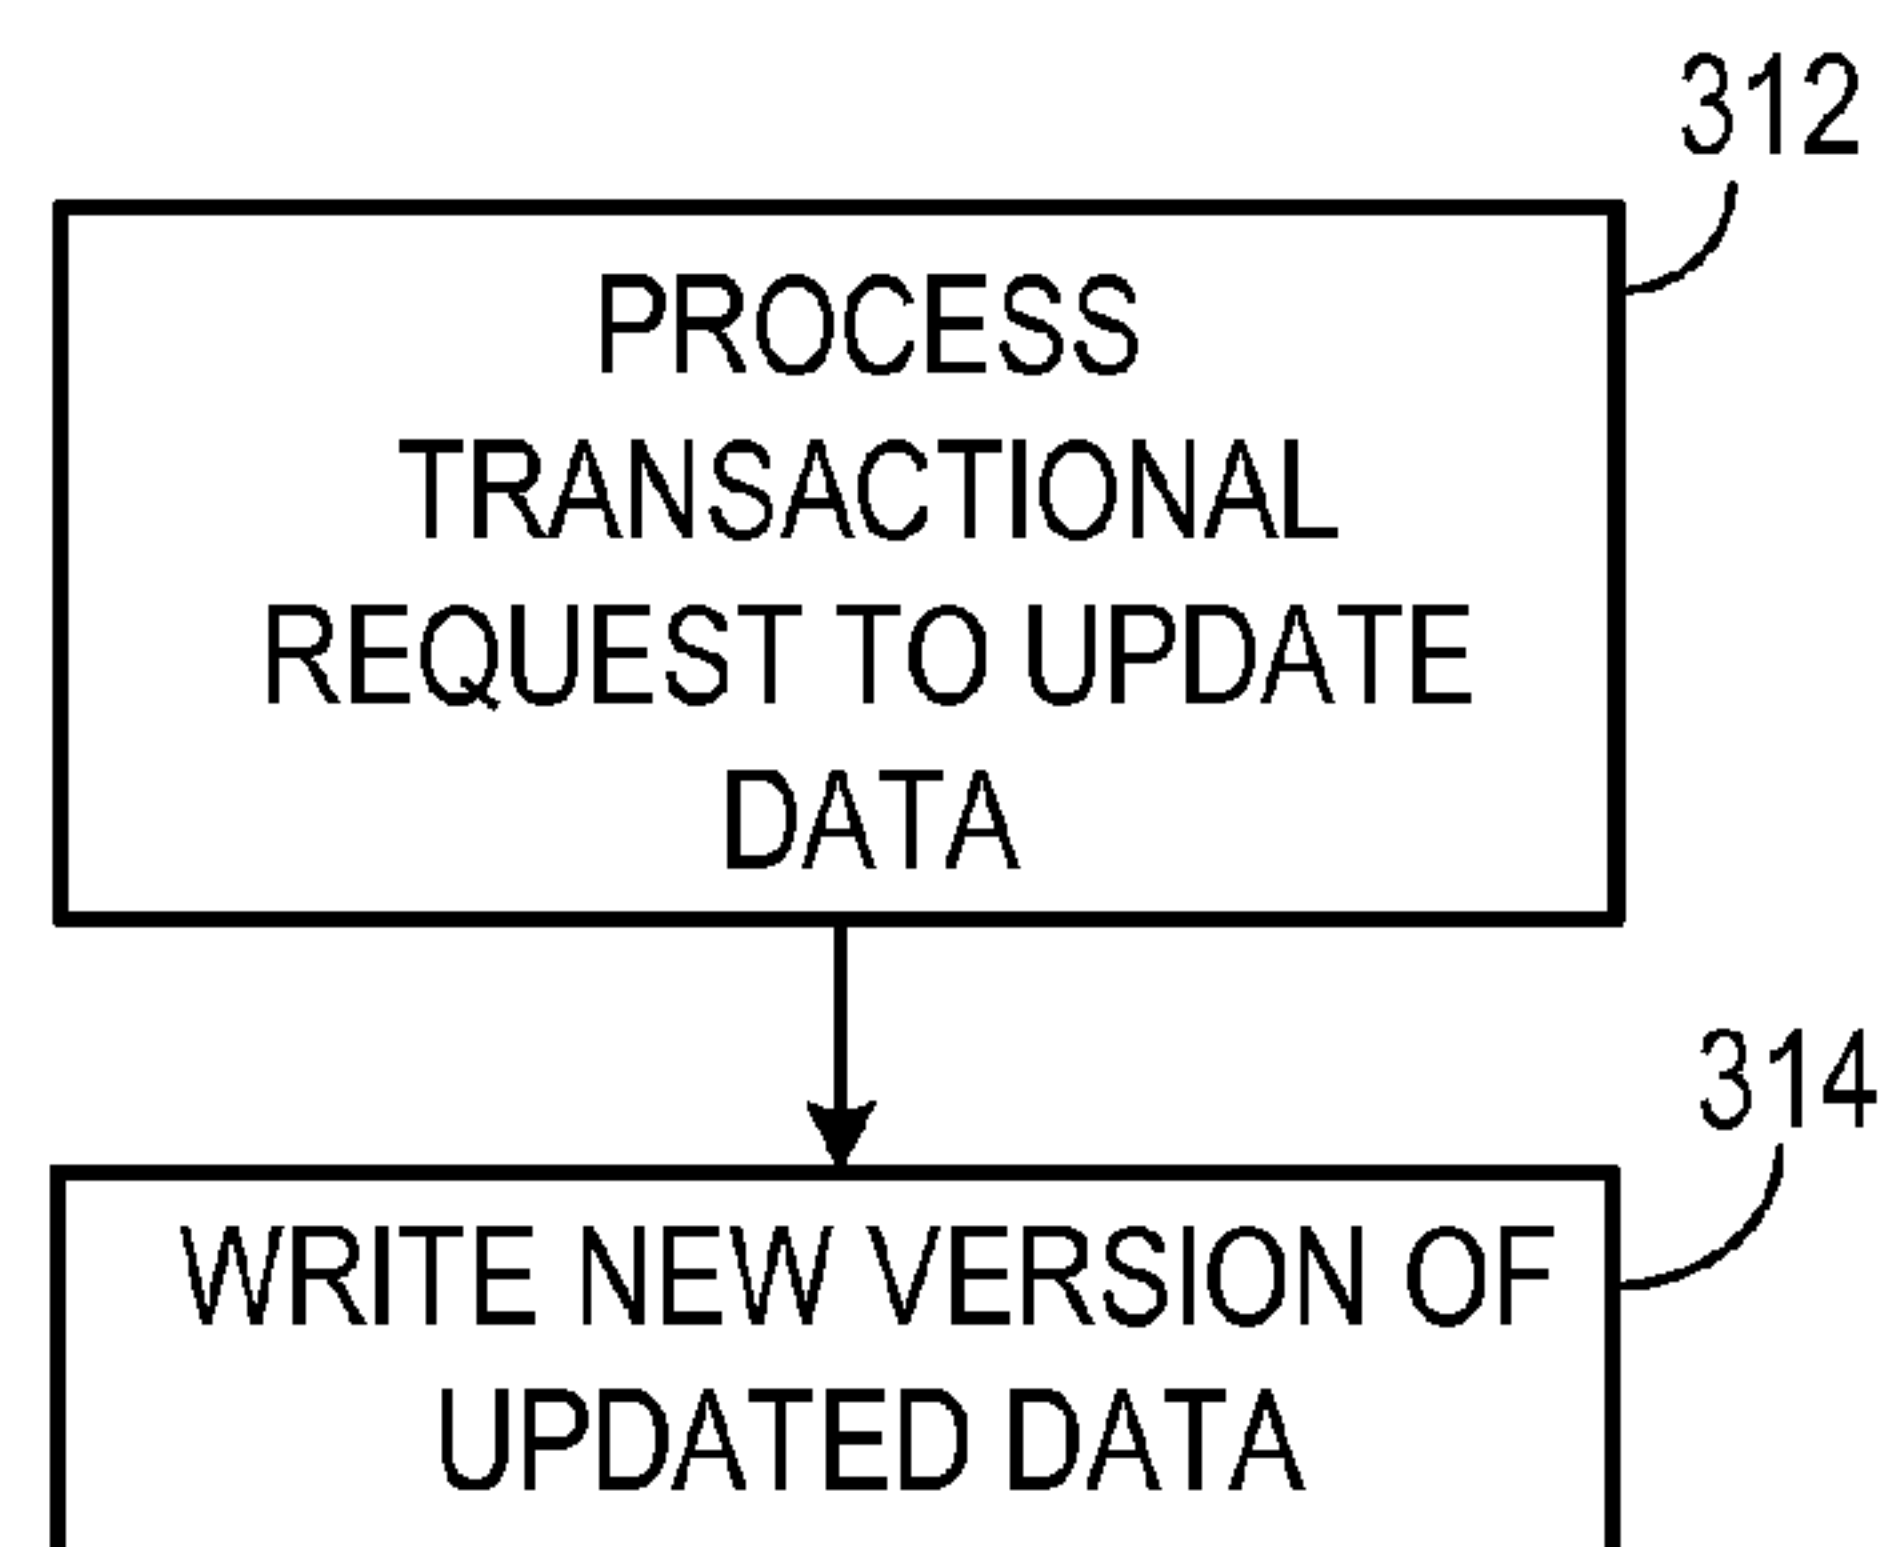 312
PROCESS
TRANSACTIONAL
REQUEST TO UPDATE
DATA
314
WRITE NEW VERSION OF
UPDATED DATA